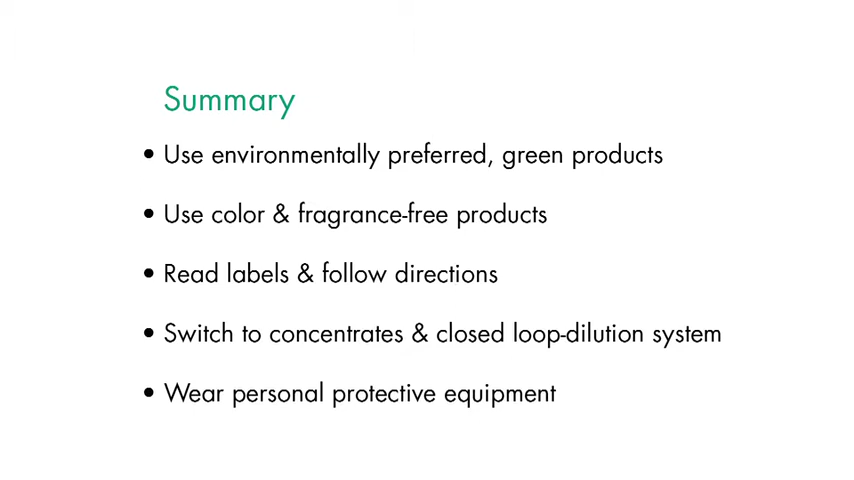 Summary
• Use environmentally preferred, green products
• Use color & fragrance-free products
• Read labels & follow directions
• Switch to concentrates & closed loop-dilution system
• Wear personal protective equipment